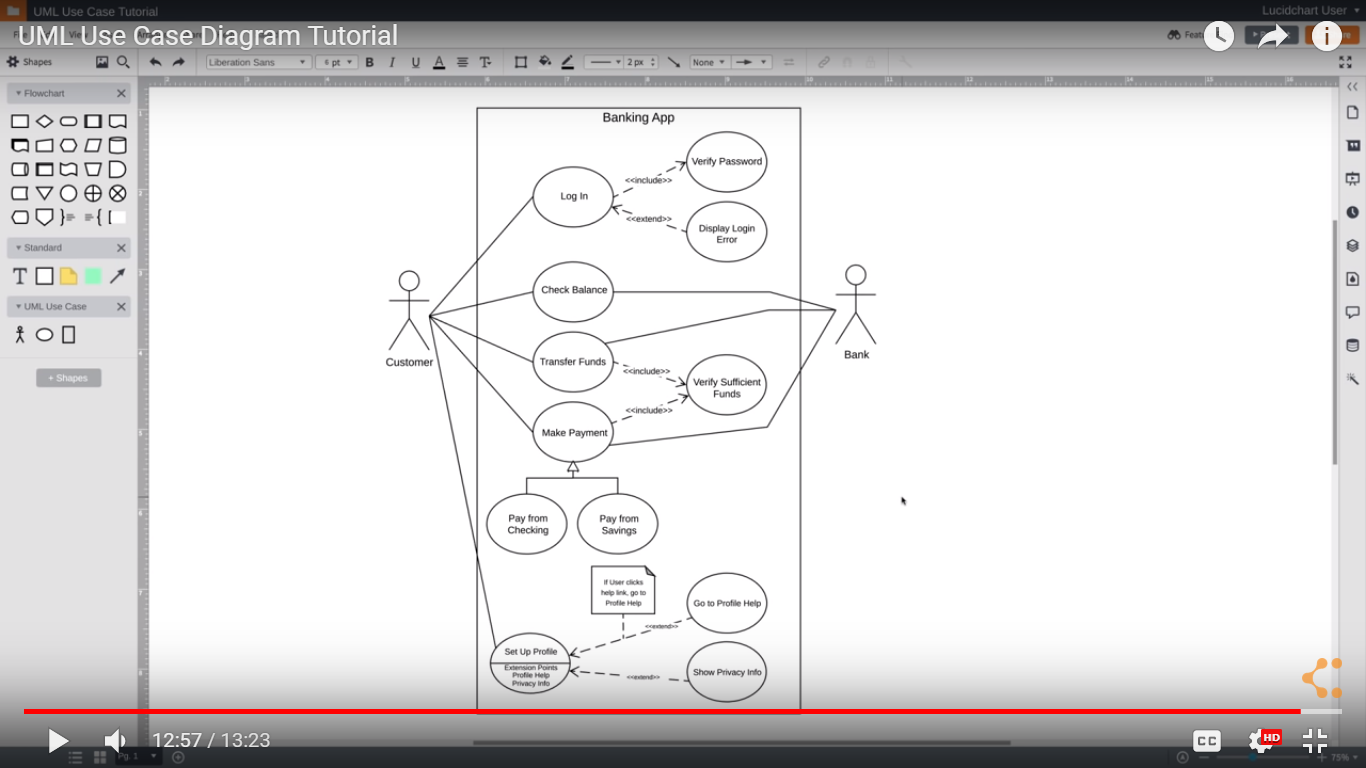 UML Use Case Tutorial
Lucidchart User
UML Use Case Diagram Tutorial
Shapes
Liberation Sans
6 pt
B
I
U
A
T
2 px
None
Flowchart
Standard
T
UML Use Case
+ Shapes
Banking App
Verify Password
<<include>>
Log In
<<extend>>
Display Login
Error
Check Balance
Customer
Bank
Transfer Funds
<<include>>
Verify Sufficient
Funds
<<include>>
Make Payment
Pay from
Checking
Pay from
Savings
If User clicks
help link, go to
Profile Help
Go to Profile Help
<<extend>>
Set Up Profile
Extension Points
Profile Help
Privacy Info
<<extend>>
Show Privacy Info
12:57 / 13:23
CC
HD
Pg. 1
75%